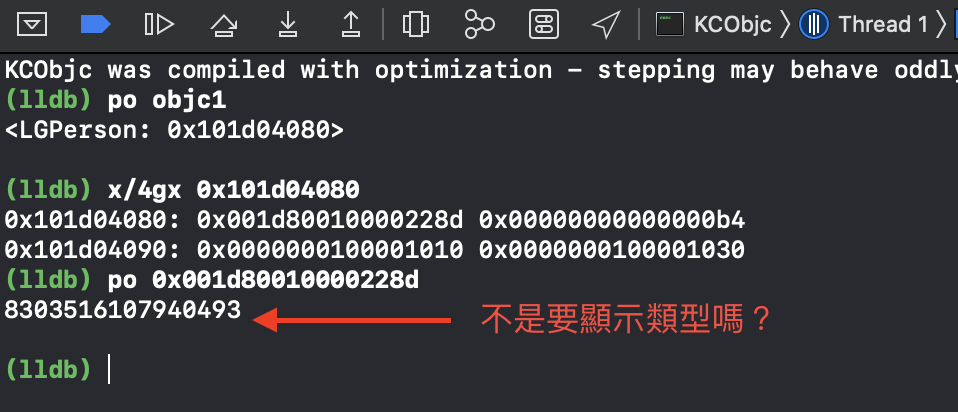 KCObjc 〉 Thread 1 〉
KCObjc was compiled with optimization – stepping may behave oddly
(lldb) po objc1
<LGPerson: 0x101d04080>
(lldb) x/4gx 0x101d04080
0x101d04080: 0x001d80010000228d 0x00000000000000b4
0x101d04090: 0x0000000100001010 0x0000000100001030
(lldb) po 0x001d80010000228d
8303516107940493
不是要顯示類型嗎？
(lldb)